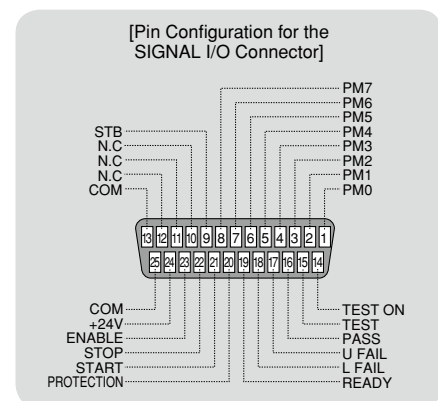 [Pin Configuration for the
SIGNAL I/O Connector]
PM7
PM6
PM5
PM4
PM3
PM2
PM1
PM0
STB
N.C
N.C
N.C
COM
13 12 11 10 9 8 7 6 5 4 3 2 1
25 24 23 22 21 20 19 18 17 16 15 14
COM
+24V
ENABLE
STOP
START
PROTECTION
TEST ON
TEST
PASS
U FAIL
L FAIL
READY